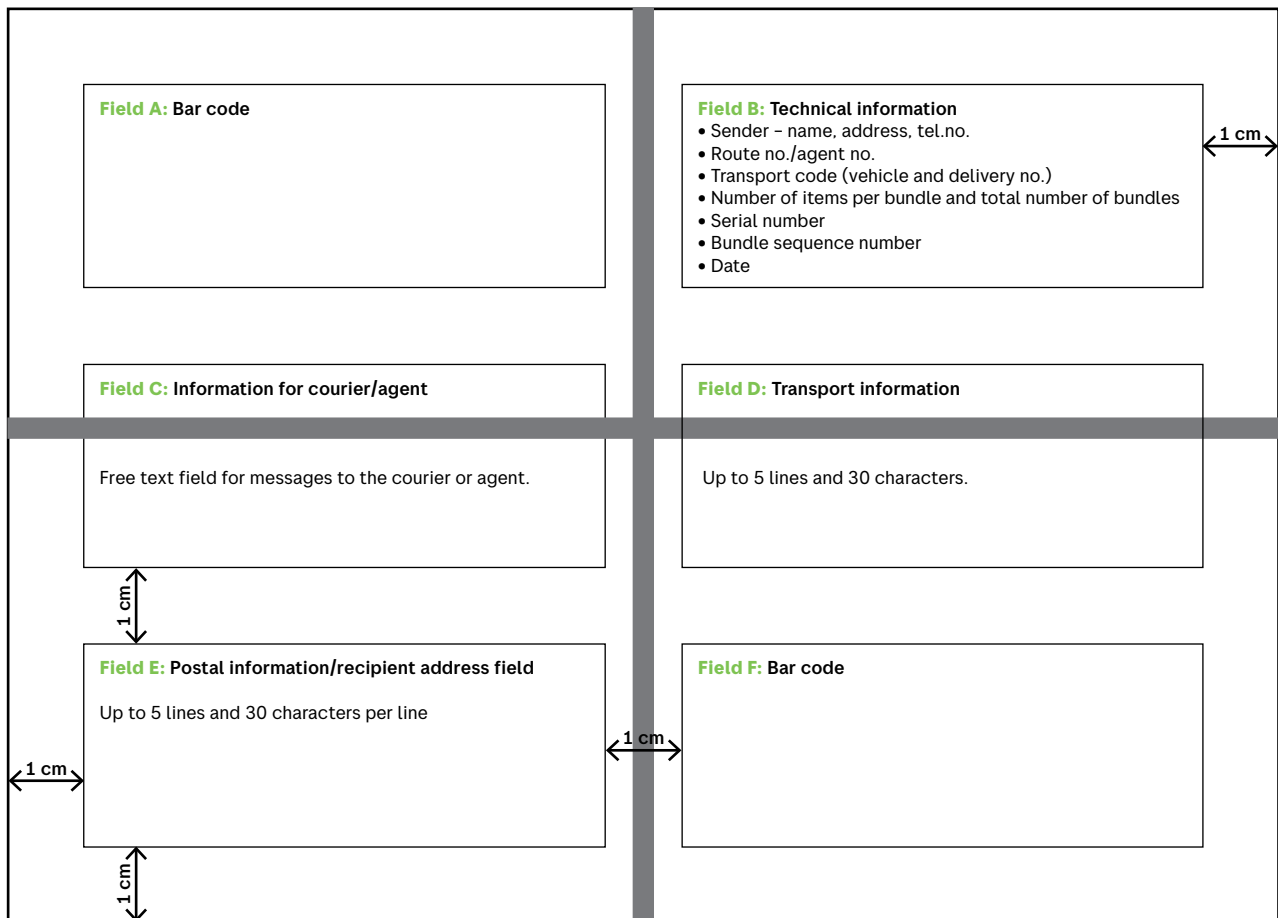 Field A: Bar code
Field B: Technical information
• Sender – name, address, tel.no.
• Route no./agent no.
• Transport code (vehicle and delivery no.)
• Number of items per bundle and total number of bundles
• Serial number
• Bundle sequence number
• Date
1 cm
Field C: Information for courier/agent
Free text field for messages to the courier or agent.
Field D: Transport information
Up to 5 lines and 30 characters.
1 cm
Field E: Postal information/recipient address field
Up to 5 lines and 30 characters per line
Field F: Bar code
1 cm
1 cm
1 cm